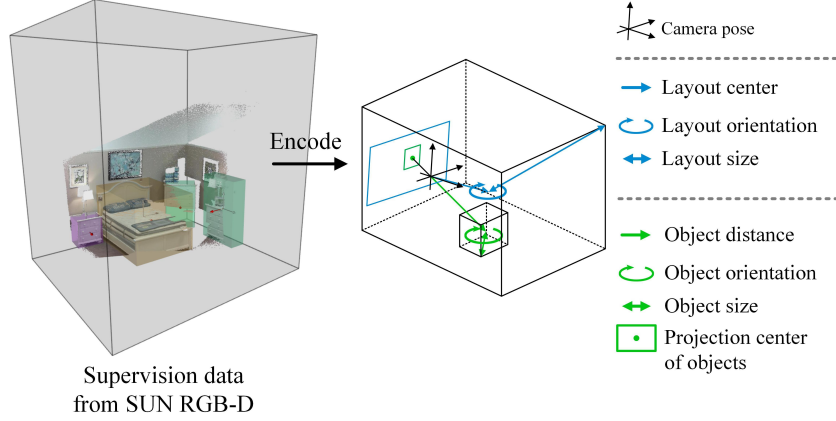 Camera pose
Encode
Layout center
Layout orientation
Layout size
Object distance
Object orientation
Object size
Projection center
of objects
Supervision data
from SUN RGB-D